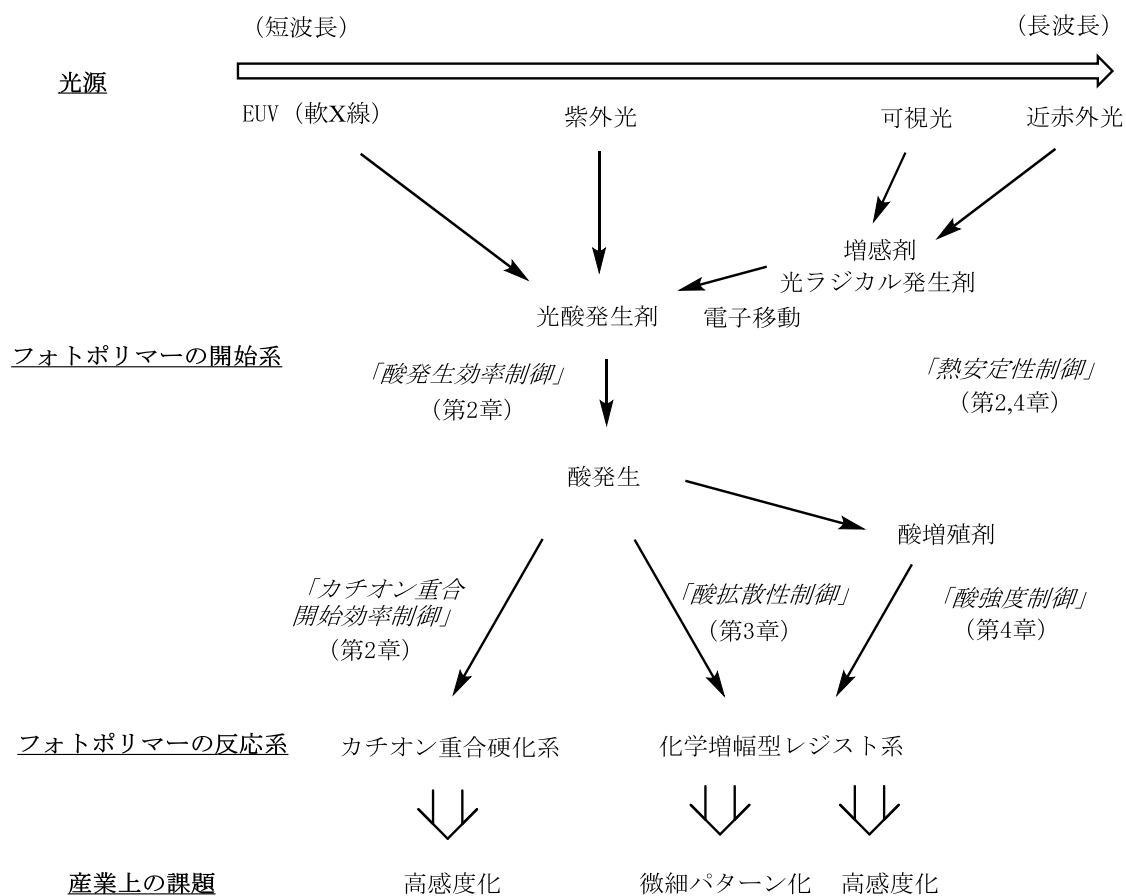 （短波長）
（長波長）
光源
EUV（軟X線）
紫外光
可視光
近赤外光
増感剤
光ラジカル発生剤
光酸発生剤
電子移動
フォトポリマーの開始系
「酸発生効率制御」
（第2章）
「熱安定性制御」
（第2,4章）
酸発生
酸増殖剤
「カチオン重合
開始効率制御」
（第2章）
「酸拡散性制御」
（第3章）
「酸強度制御」
（第4章）
フォトポリマーの反応系
カチオン重合硬化系
化学増幅型レジスト系
産業上の課題
高感度化
微細パターン化
高感度化